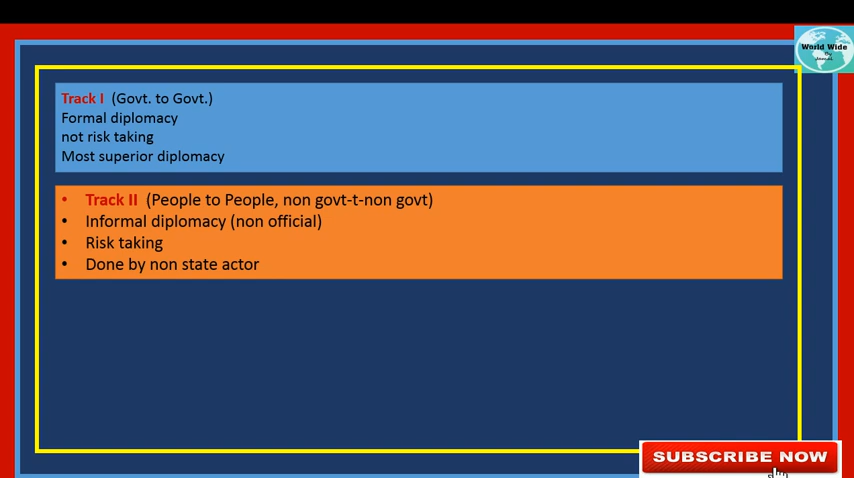 World Wide
By
Track I (Govt. to Govt.)
Formal diplomacy
not risk taking
Most superior diplomacy
• Track II (People to People, non govt-t-non govt)
• Informal diplomacy (non official)
• Risk taking
• Done by non state actor
SUBSCRIBE NOW